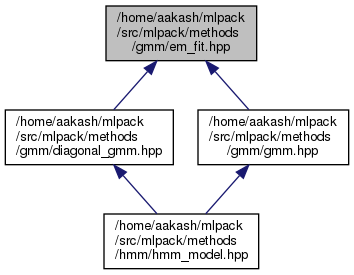 /home/aakash/mlpack
/src/mlpack/methods
/gmm/em_fit.hpp
/home/aakash/mlpack
/src/mlpack/methods
/gmm/diagonal_gmm.hpp
/home/aakash/mlpack
/src/mlpack/methods
/gmm/gmm.hpp
/home/aakash/mlpack
/src/mlpack/methods
/hmm/hmm_model.hpp